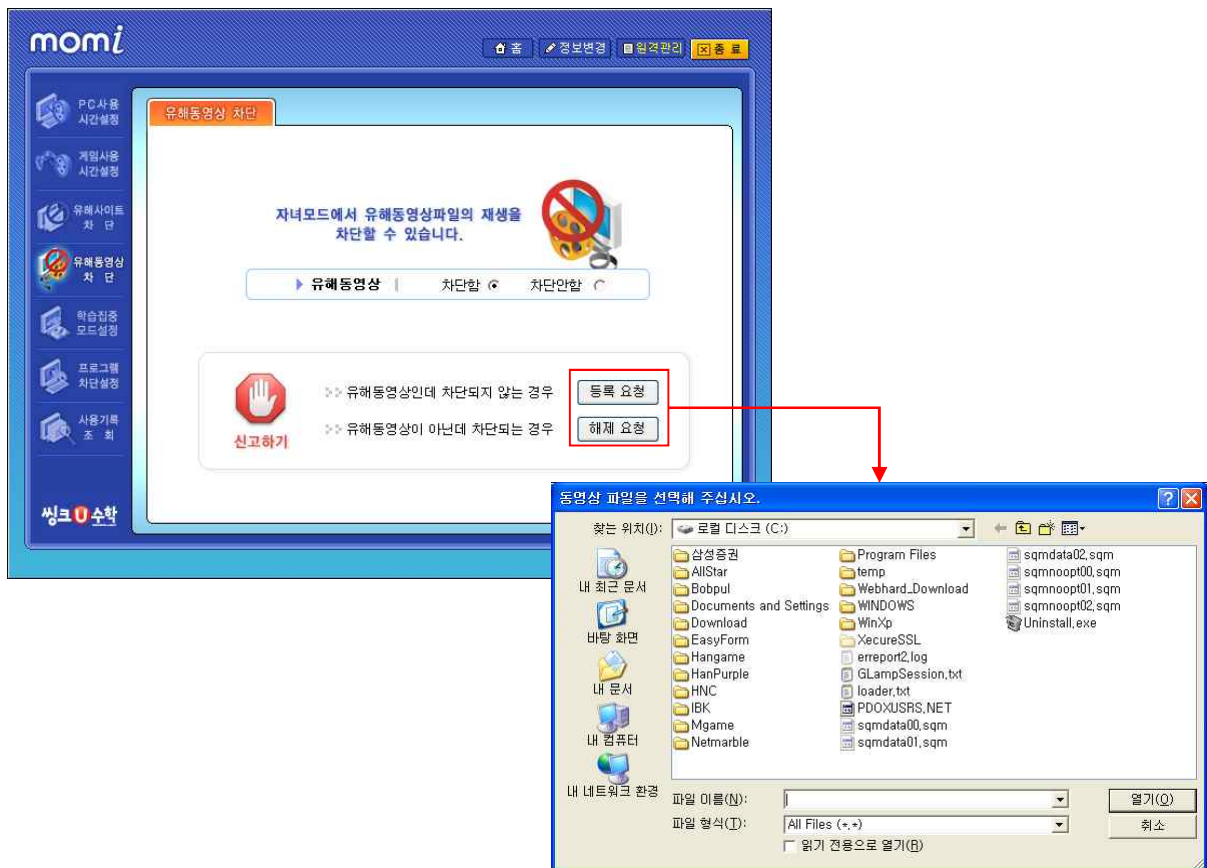 momi
홈
정보변경
원격관리
종 료
PC사용
시간설정
게임사용
시간설정
유해사이트
차 단
유해동영상
차 단
학습집중
모드설정
프로그램
차단설정
사용기록
조 회
씽크U수학
유해동영상 차단
자녀모드에서 유해동영상파일의 재생을
차단할 수 있습니다.
유해동영상 | 차단함 차단안함
신고하기
>> 유해동영상인데 차단되지 않는 경우 등록 요청
>> 유해동영상이 아닌데 차단되는 경우 해제 요청
동영상 파일을 선택해 주십시오.
찾는 위치(I): 로컬 디스크 (C:)
내 최근 문서
바탕 화면
내 문서
내 컴퓨터
내 네트워크 환경
삼성증권
AllStar
Bobpul
Documents and Settings
Download
EasyForm
Hangame
HanPurple
HNC
IBK
Mgame
Netmarble
Program Files
temp
Webhard_Download
WINDOWS
WinXp
XecureSSL
erreport2.log
GLampSession.txt
loader.txt
PDOXUSRS.NET
sqmdata00.sqm
sqmdata01.sqm
sqmdata02.sqm
sqmnoopt00.sqm
sqmnoopt01.sqm
sqmnoopt02.sqm
Uninstall.exe
파일 이름(N): 열기(O)
파일 형식(T): All Files (*.*) 취소
읽기 전용으로 열기(R)